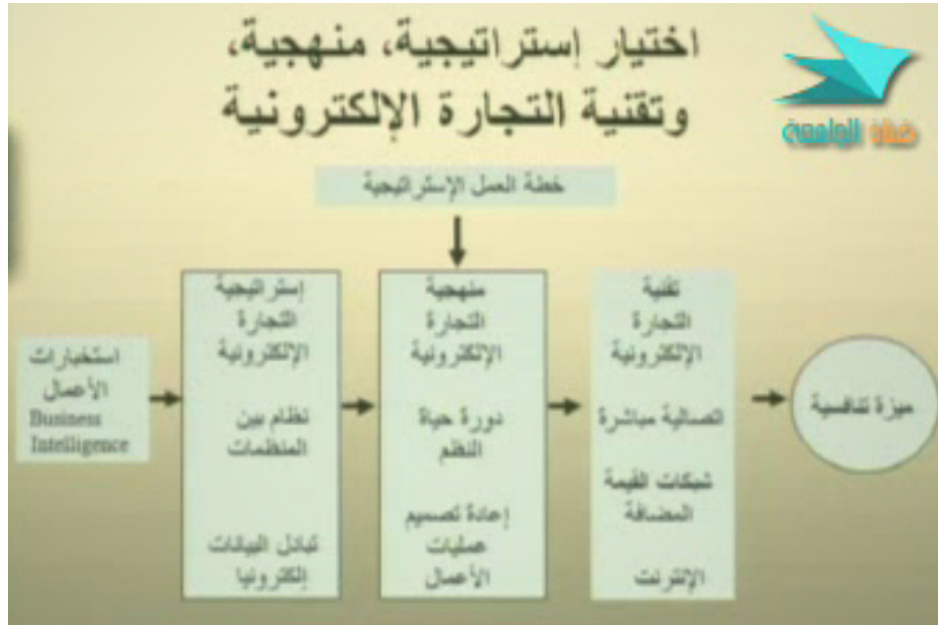 اختيار إستراتيجية، منهجية،
وتقنية التجارة الإلكترونية
قناة الجامعة
خطة العمل الإستراتيجية
استخبارات
الأعمال
Business
Intelligence
إستراتيجية
التجارة
الإلكترونية
نظام بين
المنظمات
تبادل البيانات
إلكترونيا
منهجية
التجارة
الإلكترونية
دورة حياة
النظم
إعادة تصميم
عمليات
الأعمال
تقنية
التجارة
الإلكترونية
اتصالية مباشرة
شبكات القيمة
المضافة
الإنترنت
ميزة تنافسية